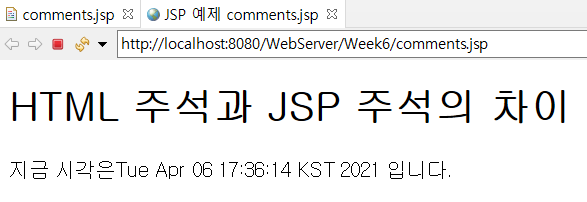 comments.jsp JSP 예제 comments.jsp
http://localhost:8080/WebServer/Week6/comments.jsp
HTML 주석과 JSP 주석의 차이
지금 시각은Tue Apr 06 17:36:14 KST 2021 입니다.